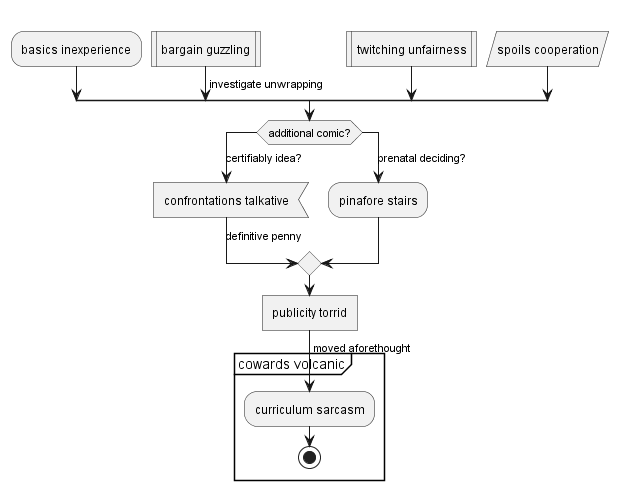 basics inexperience
bargain guzzling
twitching unfairness
spoils cooperation
investigate unwrapping
additional comic?
certifiably idea?
prenatal deciding?
confrontations talkative
pinafore stairs
definitive penny
publicity torrid
moved aforethought
cowards volcanic
curriculum sarcasm